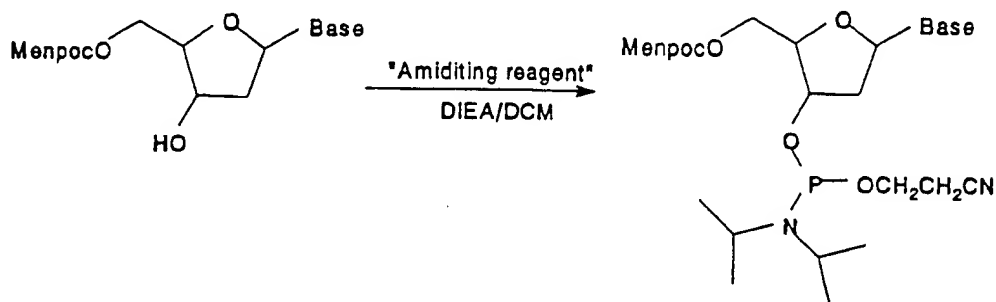 MenpocO
O
Base
HO
"Amiditing reagent"
DIEA/DCM
MenpocO
O
Base
O
P
OCH₂CH₂CN
N